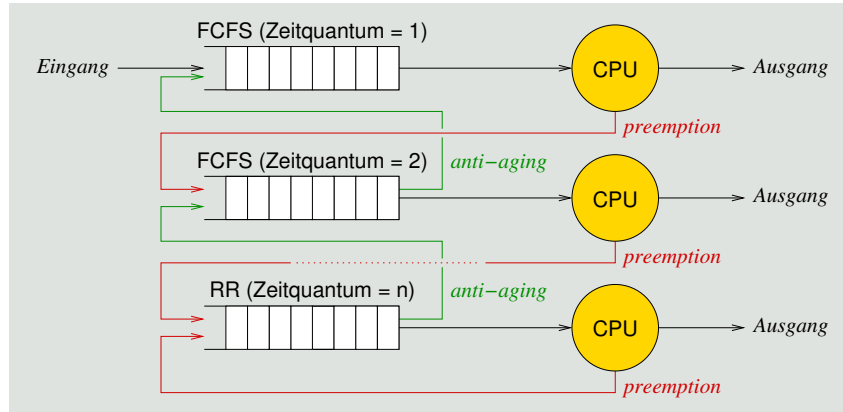 FCFS (Zeitquantum = 1)
Eingang
CPU
Ausgang
preemption
FCFS (Zeitquantum = 2)
anti−aging
CPU
Ausgang
preemption
RR (Zeitquantum = n)
anti−aging
CPU
Ausgang
preemption